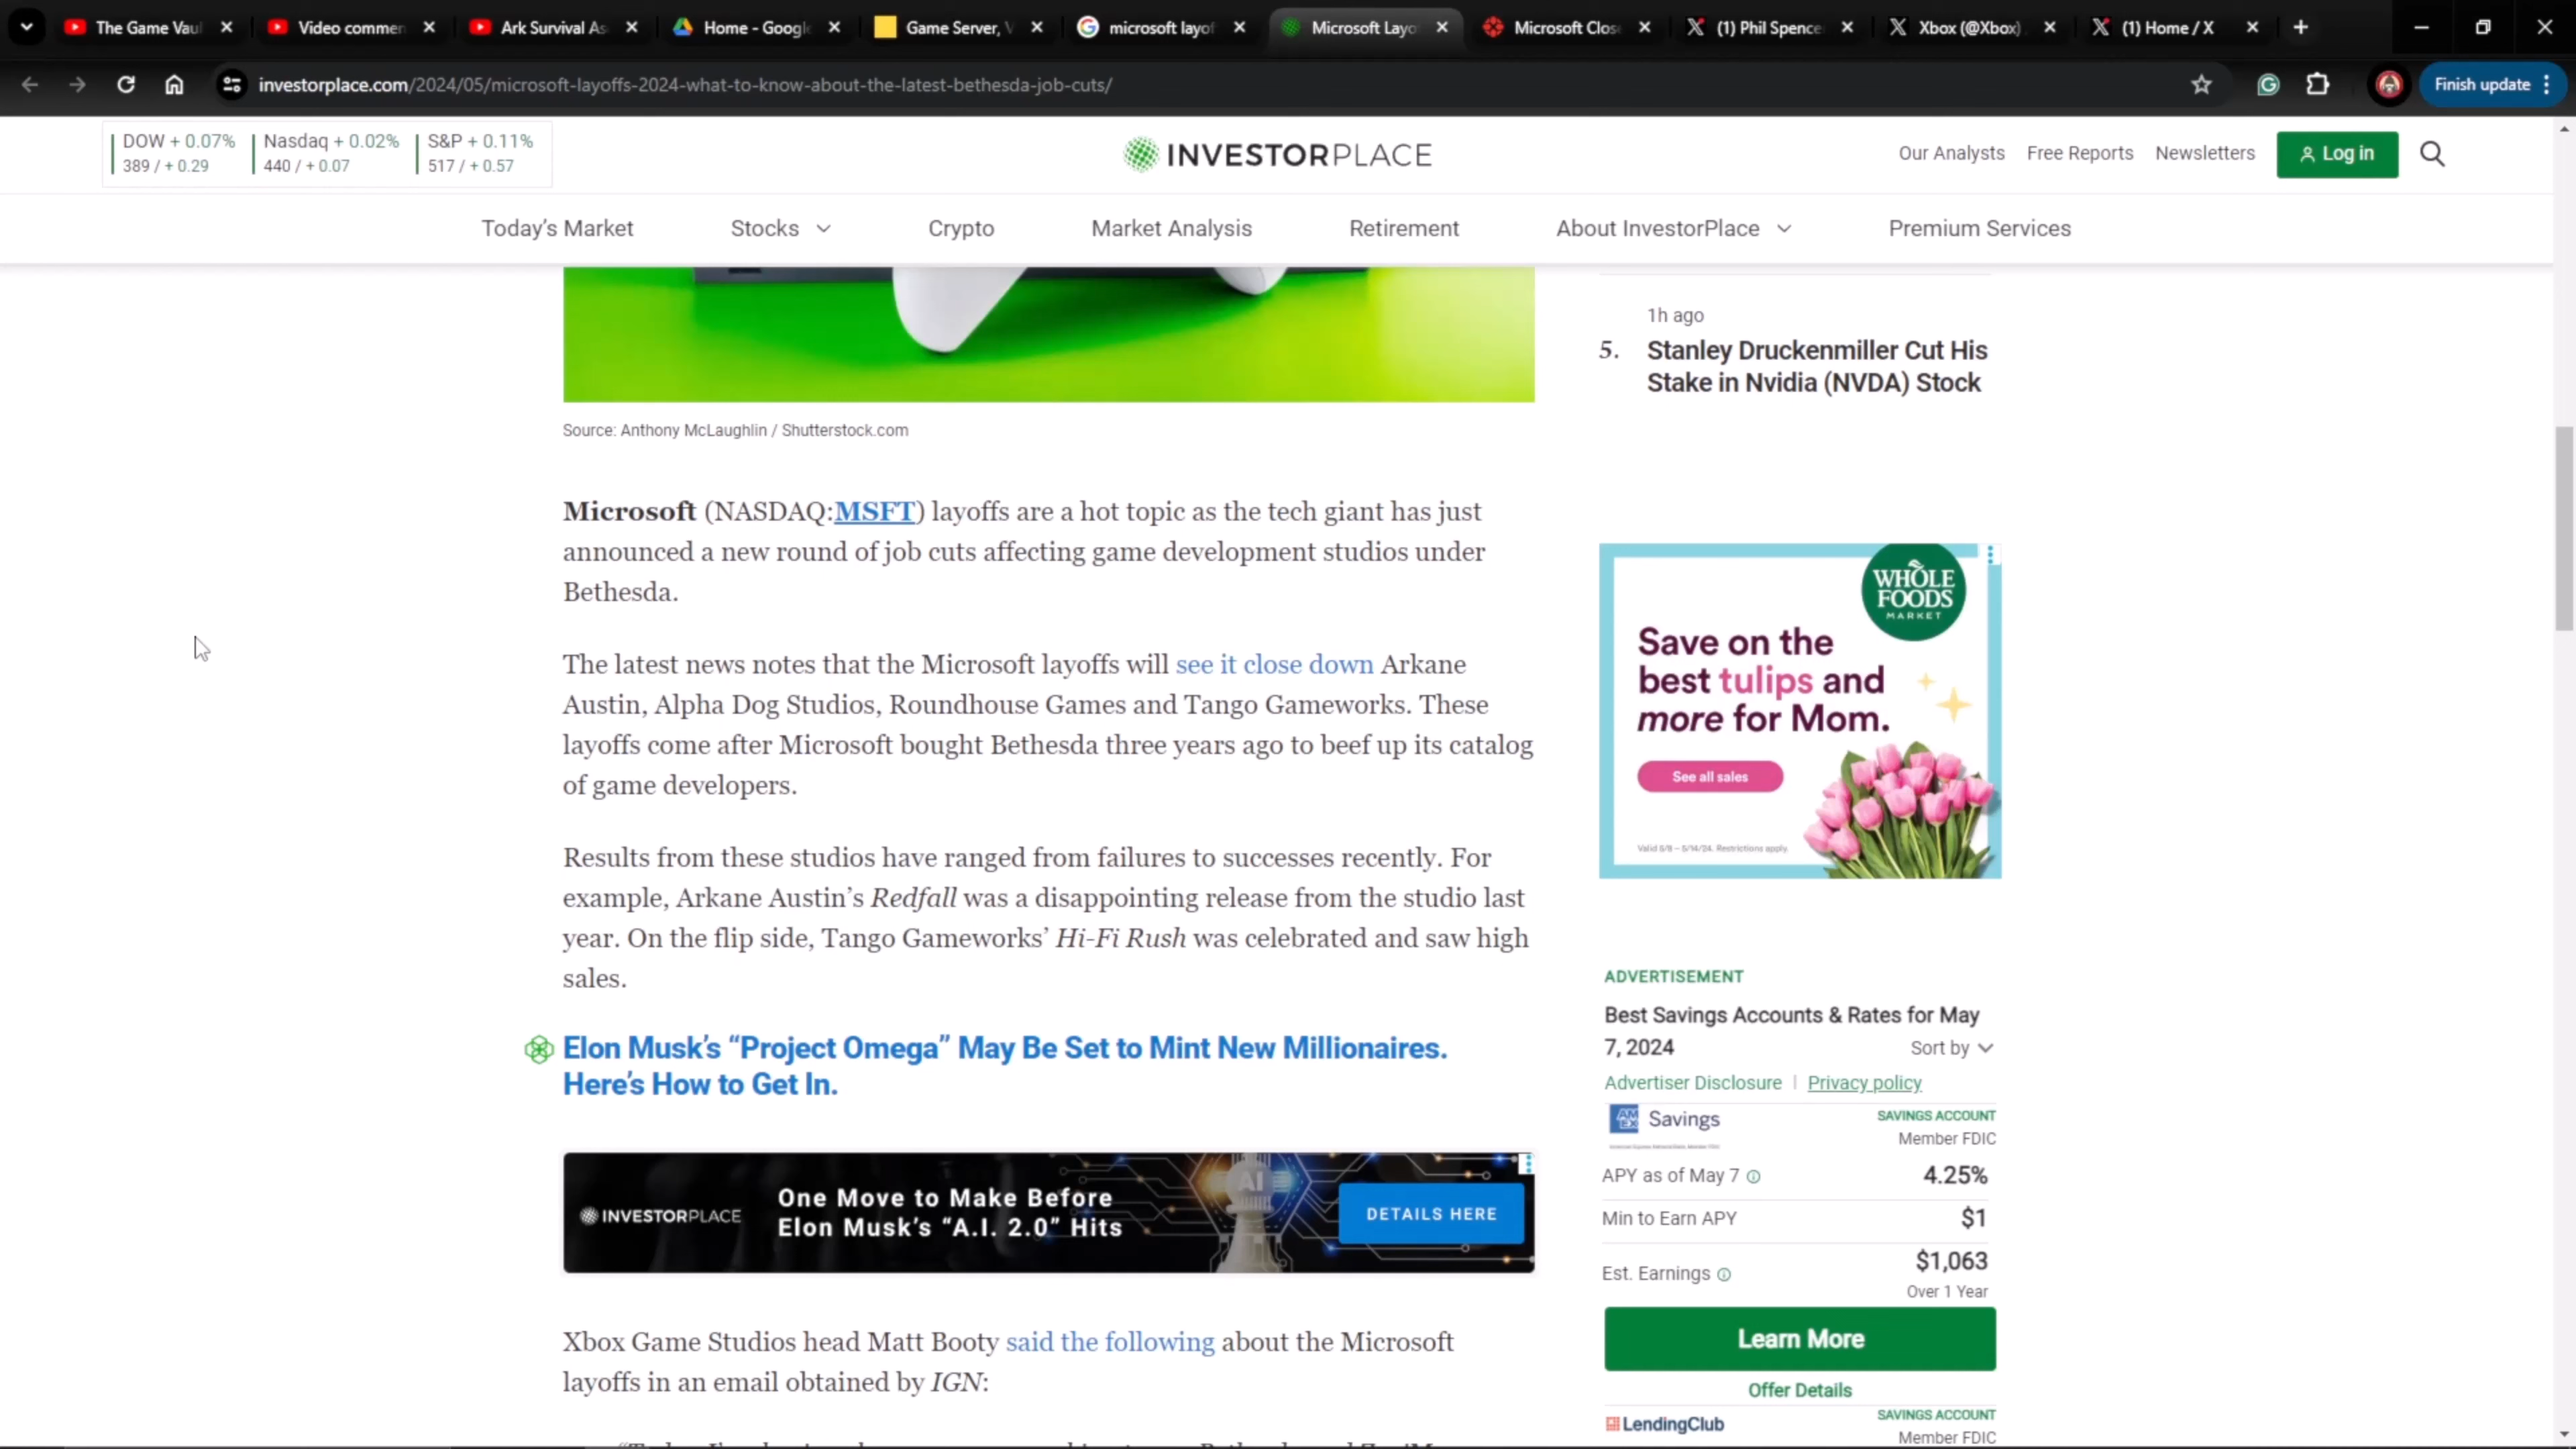 The Game Vaul
Video commen
Ark Survival As
Home - Google
Game Server, V
microsoft layof
Microsoft Layo
Microsoft Clos
(1) Phil Spence
Xbox (@Xbox)
(1) Home / X
investorplace.com/2024/05/microsoft-layoffs-2024-what-to-know-about-the-latest-bethesda-job-cuts/
Finish update
DOW + 0.07%
389 / + 0.29
Nasdaq + 0.02%
440 / + 0.07
S&P + 0.11%
517 / + 0.57
INVESTORPLACE
Our Analysts
Free Reports
Newsletters
Log in
Today's Market
Stocks
Crypto
Market Analysis
Retirement
About InvestorPlace
Premium Services
Source: Anthony McLaughlin / Shutterstock.com
Microsoft (NASDAQ:MSFT) layoffs are a hot topic as the tech giant has just
announced a new round of job cuts affecting game development studios under
Bethesda.
The latest news notes that the Microsoft layoffs will see it close down Arkane
Austin, Alpha Dog Studios, Roundhouse Games and Tango Gameworks. These
layoffs come after Microsoft bought Bethesda three years ago to beef up its catalog
of game developers.
Results from these studios have ranged from failures to successes recently. For
example, Arkane Austin's Redfall was a disappointing release from the studio last
year. On the flip side, Tango Gameworks' Hi-Fi Rush was celebrated and saw high
sales.
Elon Musk's “Project Omega” May Be Set to Mint New Millionaires.
Here's How to Get In.
INVESTORPLACE
One Move to Make Before
Elon Musk's “A.I. 2.0” Hits
AI
DETAILS HERE
Xbox Game Studios head Matt Booty said the following about the Microsoft
layoffs in an email obtained by IGN:
1h ago
5. Stanley Druckenmiller Cut His
Stake in Nvidia (NVDA) Stock
WHOLE
FOODS
MARKET
Save on the
best tulips and
more for Mom.
See all sales
Valid 5/8 – 5/14/24. Restrictions apply.
ADVERTISEMENT
Best Savings Accounts & Rates for May
7, 2024
Sort by
Advertiser Disclosure | Privacy policy
AM
EX
Savings
SAVINGS ACCOUNT
Member FDIC
APY as of May 7
4.25%
Min to Earn APY
$1
Est. Earnings
$1,063
Over 1 Year
Learn More
Offer Details
LendingClub
SAVINGS ACCOUNT
Member FDIC